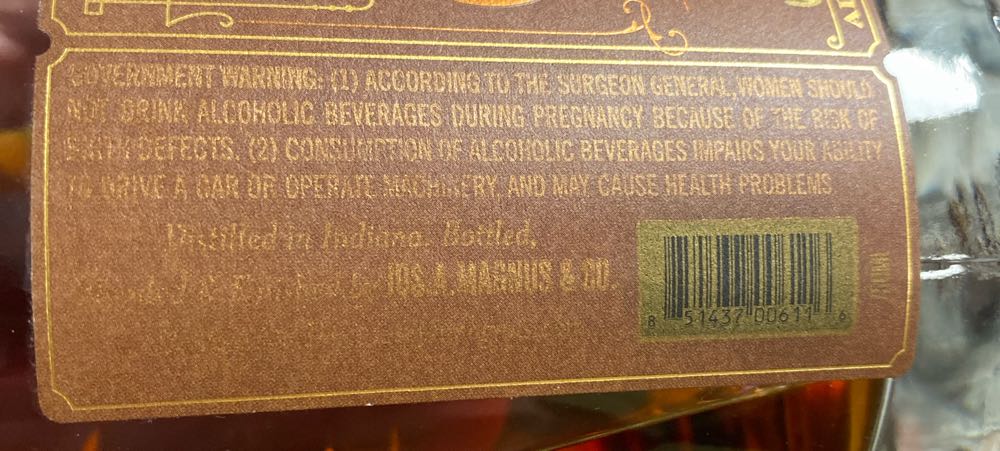 GOVERNMENT WARNING: (1) ACCORDING TO THE SURGEON GENERAL, WOMEN SHOULD
NOT DRINK ALCOHOLIC BEVERAGES DURING PREGNANCY BECAUSE OF THE RISK OF
BIRTH DEFECTS. (2) CONSUMPTION OF ALCOHOLIC BEVERAGES IMPAIRS YOUR ABILITY
TO DRIVE A CAR OR OPERATE MACHINERY, AND MAY CAUSE HEALTH PROBLEMS
Distilled in Indiana. Bottled,
by JOS. A. MAGNUS & CO.
8 51437 00611 6